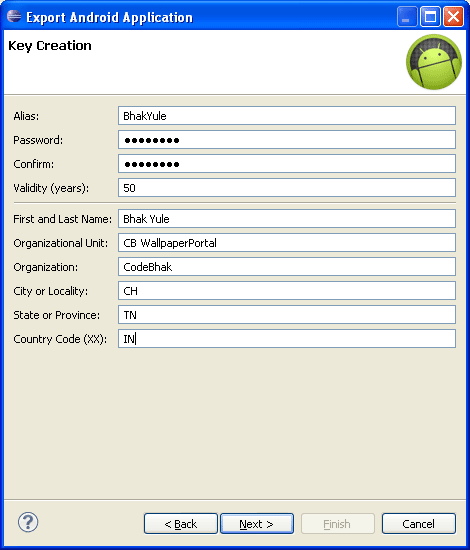 Export Android Application
Key Creation
Alias: BhakYule
Password: ●●●●●●●●
Confirm: ●●●●●●●●
Validity (years): 50
First and Last Name: Bhak Yule
Organizational Unit: CB WallpaperPortal
Organization: CodeBhak
City or Locality: CH
State or Province: TN
Country Code (XX): IN
? < Back Next > Finish Cancel